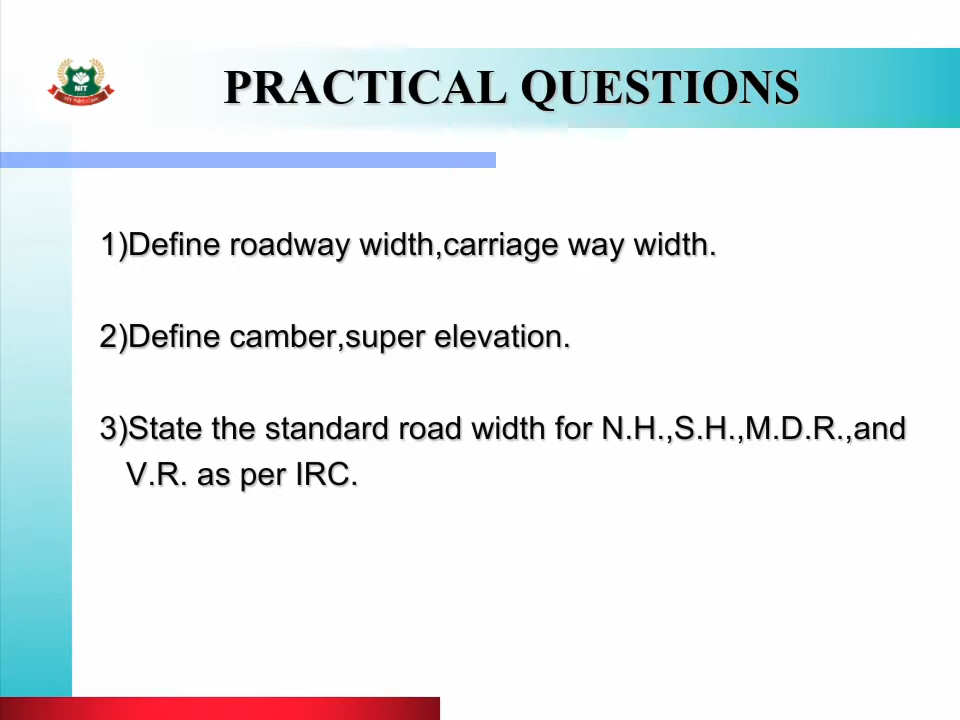 NIT
PRACTICAL QUESTIONS
1)Define roadway width,carriage way width.
2)Define camber,super elevation.
3)State the standard road width for N.H.,S.H.,M.D.R.,and
V.R. as per IRC.